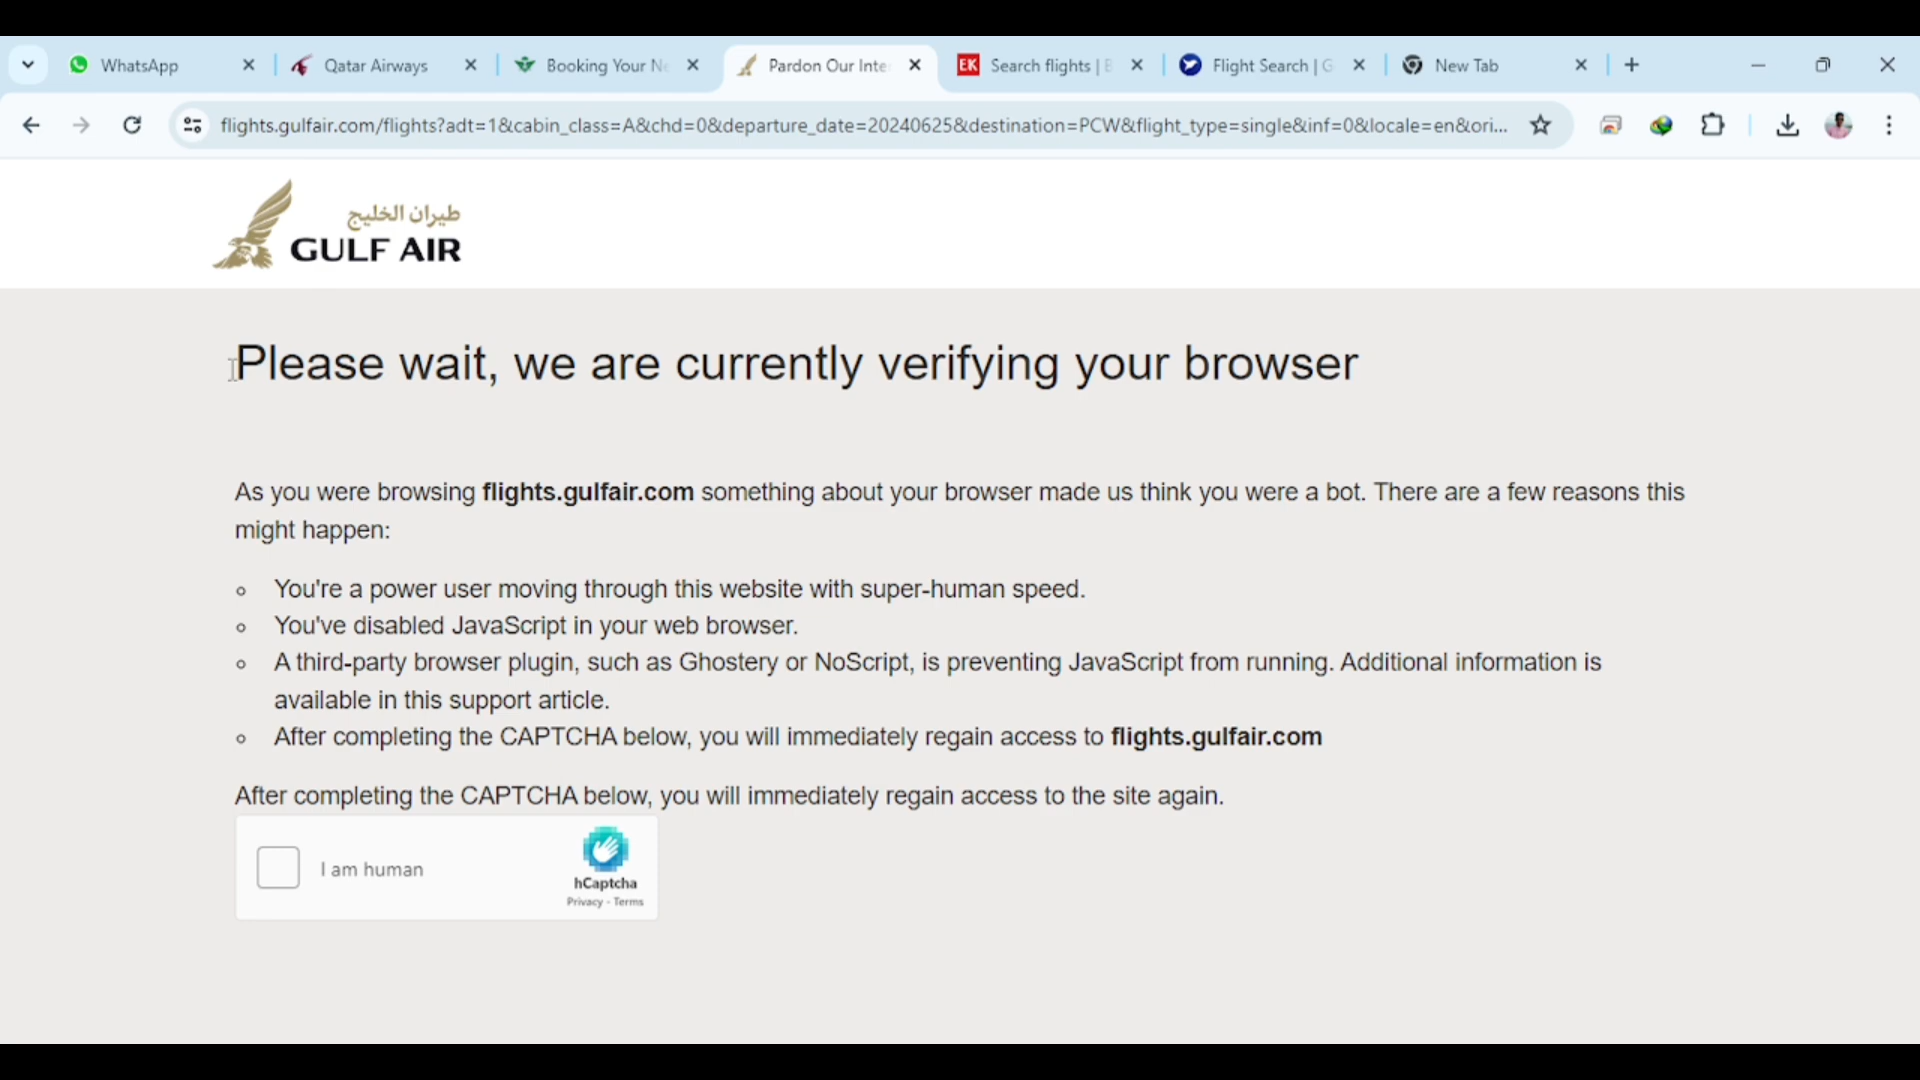 WhatsApp
Qatar Airways
Booking Your Ne
Pardon Our Inte
EK
Search flights | E
Flight Search | G
New Tab
flights.gulfair.com/flights?adt=1&cabin_class=A&chd=0&departure_date=20240625&destination=PCW&flight_type=single&inf=0&locale=en&ori...
طيران الخليج
GULF AIR
Please wait, we are currently verifying your browser
As you were browsing flights.gulfair.com something about your browser made us think you were a bot. There are a few reasons this
might happen:
You're a power user moving through this website with super-human speed.
You've disabled JavaScript in your web browser.
A third-party browser plugin, such as Ghostery or NoScript, is preventing JavaScript from running. Additional information is
available in this support article.
After completing the CAPTCHA below, you will immediately regain access to flights.gulfair.com
After completing the CAPTCHA below, you will immediately regain access to the site again.
I am human
hCaptcha
Privacy - Terms